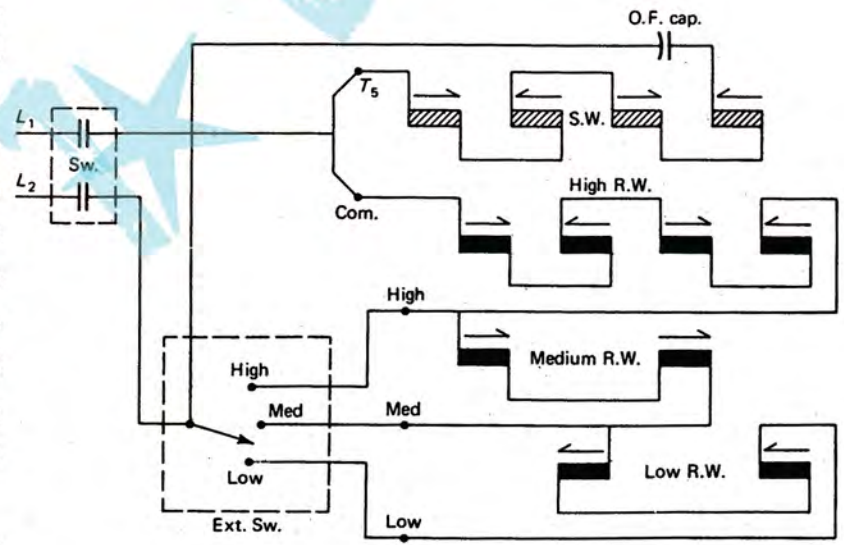 O.F. cap.
T5
L1
S.W.
Sw.
High R.W.
L2
Com.
High
High
Medium R.W.
Med
Med
Low
Low R.W.
Low
Ext. Sw.